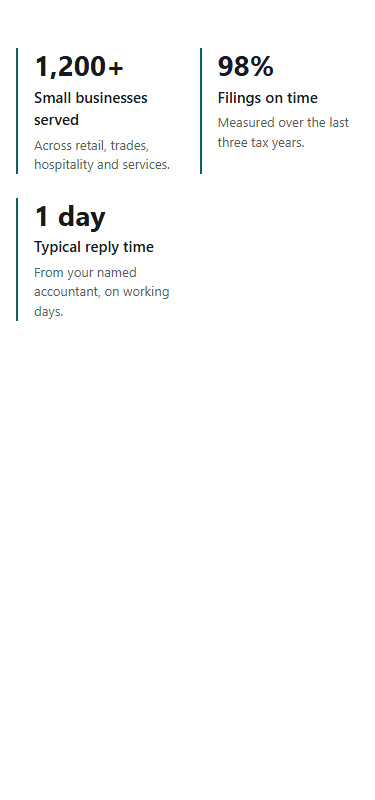 1,200+
Small businesses
served
Across retail, trades,
hospitality and services.
98%
Filings on time
Measured over the last
three tax years.
1 day
Typical reply time
From your named
accountant, on working
days.